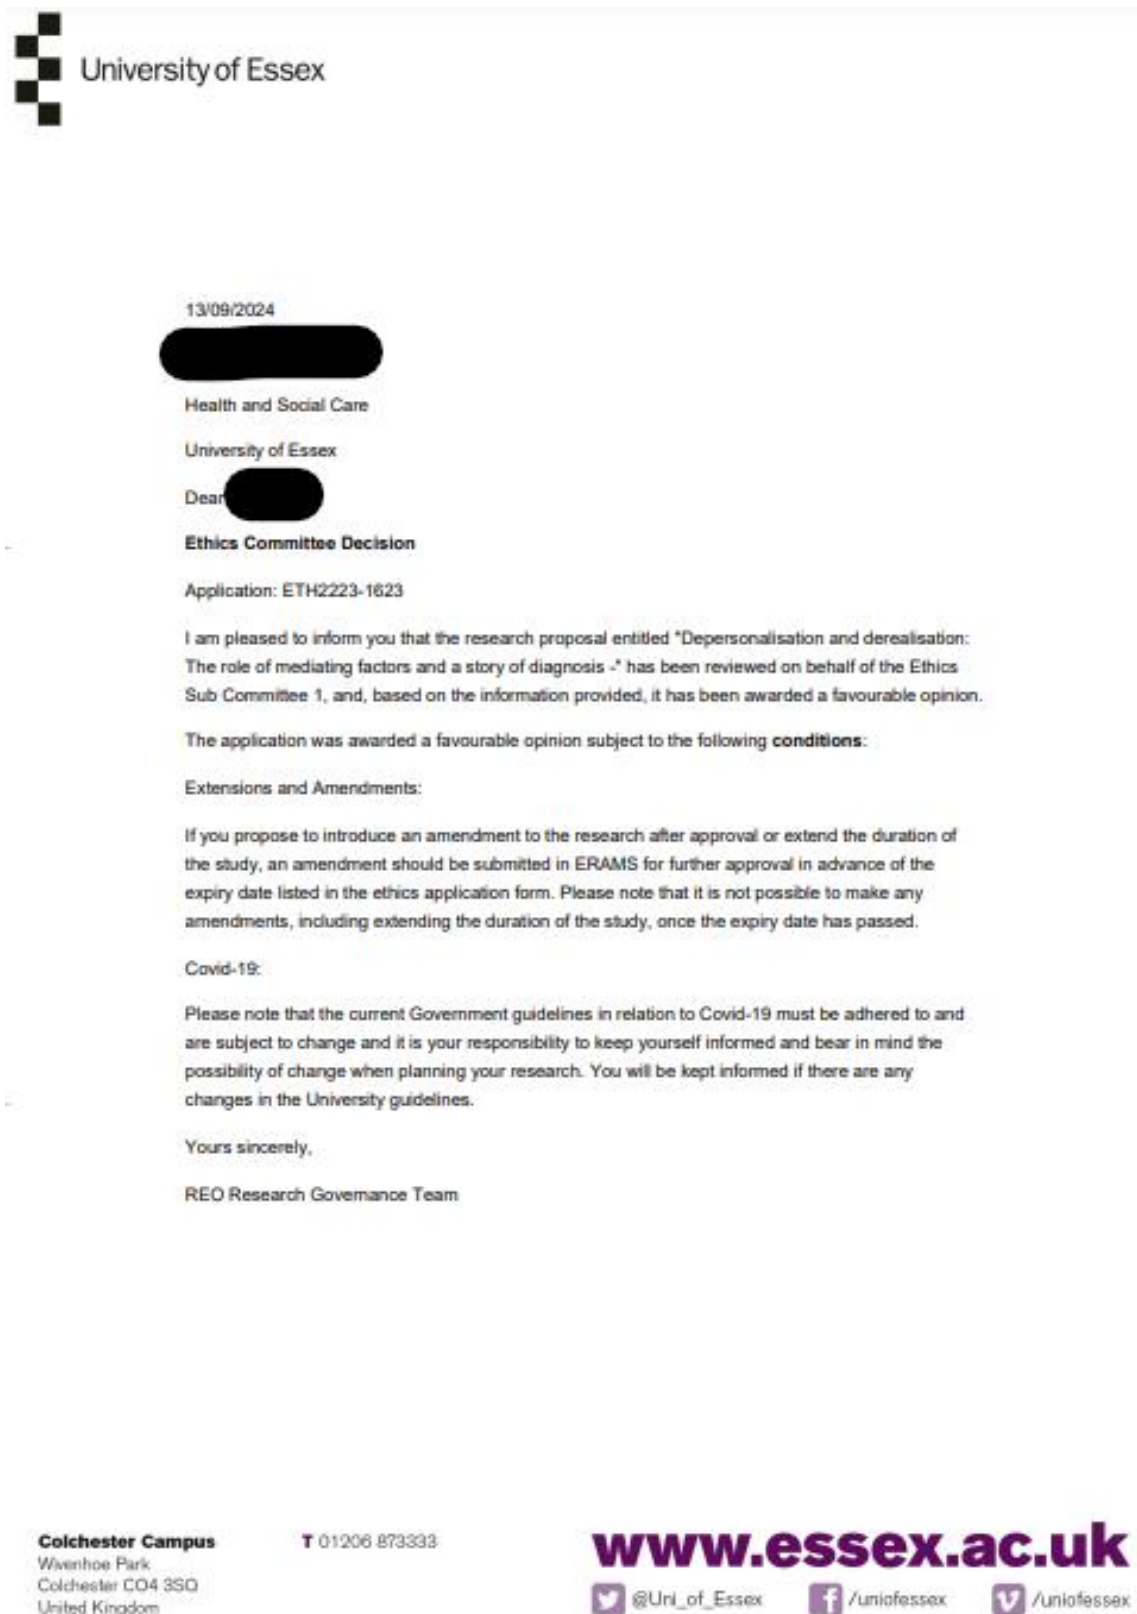 University of Essex
13/09/2024
Health and Social Care
University of Essex
Dear
Ethics Committee Decision
Application: ETH2223-1623
I am pleased to inform you that the research proposal entitled "Depersonalisation and derealisation:
The role of mediating factors and a story of diagnosis -" has been reviewed on behalf of the Ethics
Sub Committee 1, and, based on the information provided, it has been awarded a favourable opinion.
The application was awarded a favourable opinion subject to the following conditions:
Extensions and Amendments:
If you propose to introduce an amendment to the research after approval or extend the duration of
the study, an amendment should be submitted in ERAMS for further approval in advance of the
expiry date listed in the ethics application form. Please note that it is not possible to make any
amendments, including extending the duration of the study, once the expiry date has passed.
Covid-19:
Please note that the current Government guidelines in relation to Covid-19 must be adhered to and
are subject to change and it is your responsibility to keep yourself informed and bear in mind the
possibility of change when planning your research. You will be kept informed if there are any
changes in the University guidelines.
Yours sincerely,
REO Research Governance Team
Colchester Campus
Wivenhoe Park
Colchester CO4 3SQ
United Kingdom
T 01206 873333
www.essex.ac.uk
@Uni_of_Essex
/uniofessex
/uniofessex